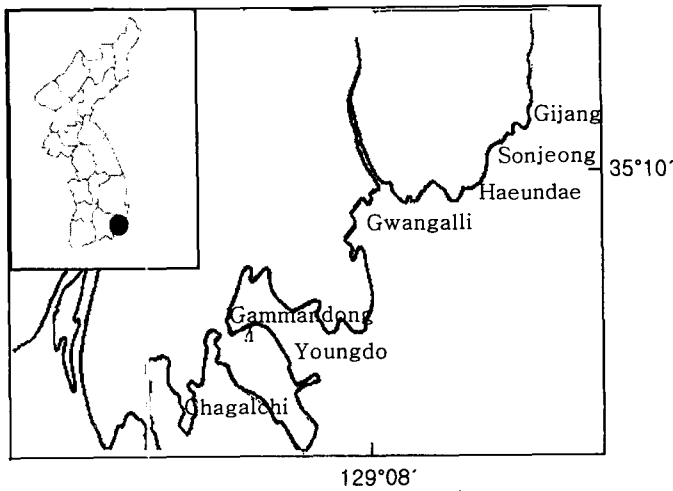 Gijang
Sonjeong
35°10′
Haeundae
Gwangalli
Gammandong
Youngdo
Chagalchi
129°08′